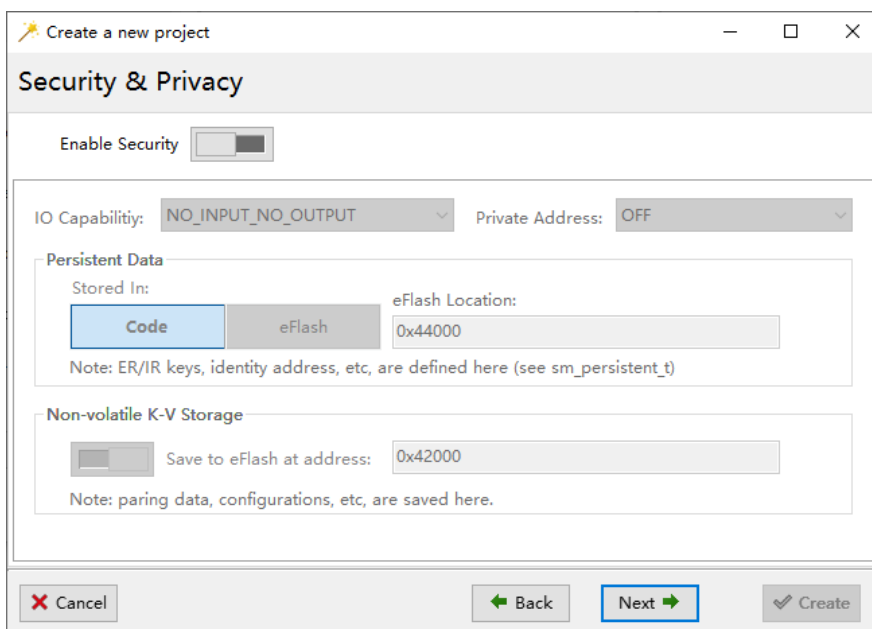 Create a new project
Security & Privacy
Enable Security
IO Capabilitiy: NO_INPUT_NO_OUTPUT Private Address: OFF
Persistent Data
Stored In:
eFlash Location:
Code eFlash 0x44000
Note: ER/IR keys, identity address, etc, are defined here (see sm_persistent_t)
Non-volatile K-V Storage
Save to eFlash at address: 0x42000
Note: paring data, configurations, etc, are saved here.
Cancel Back Next Create